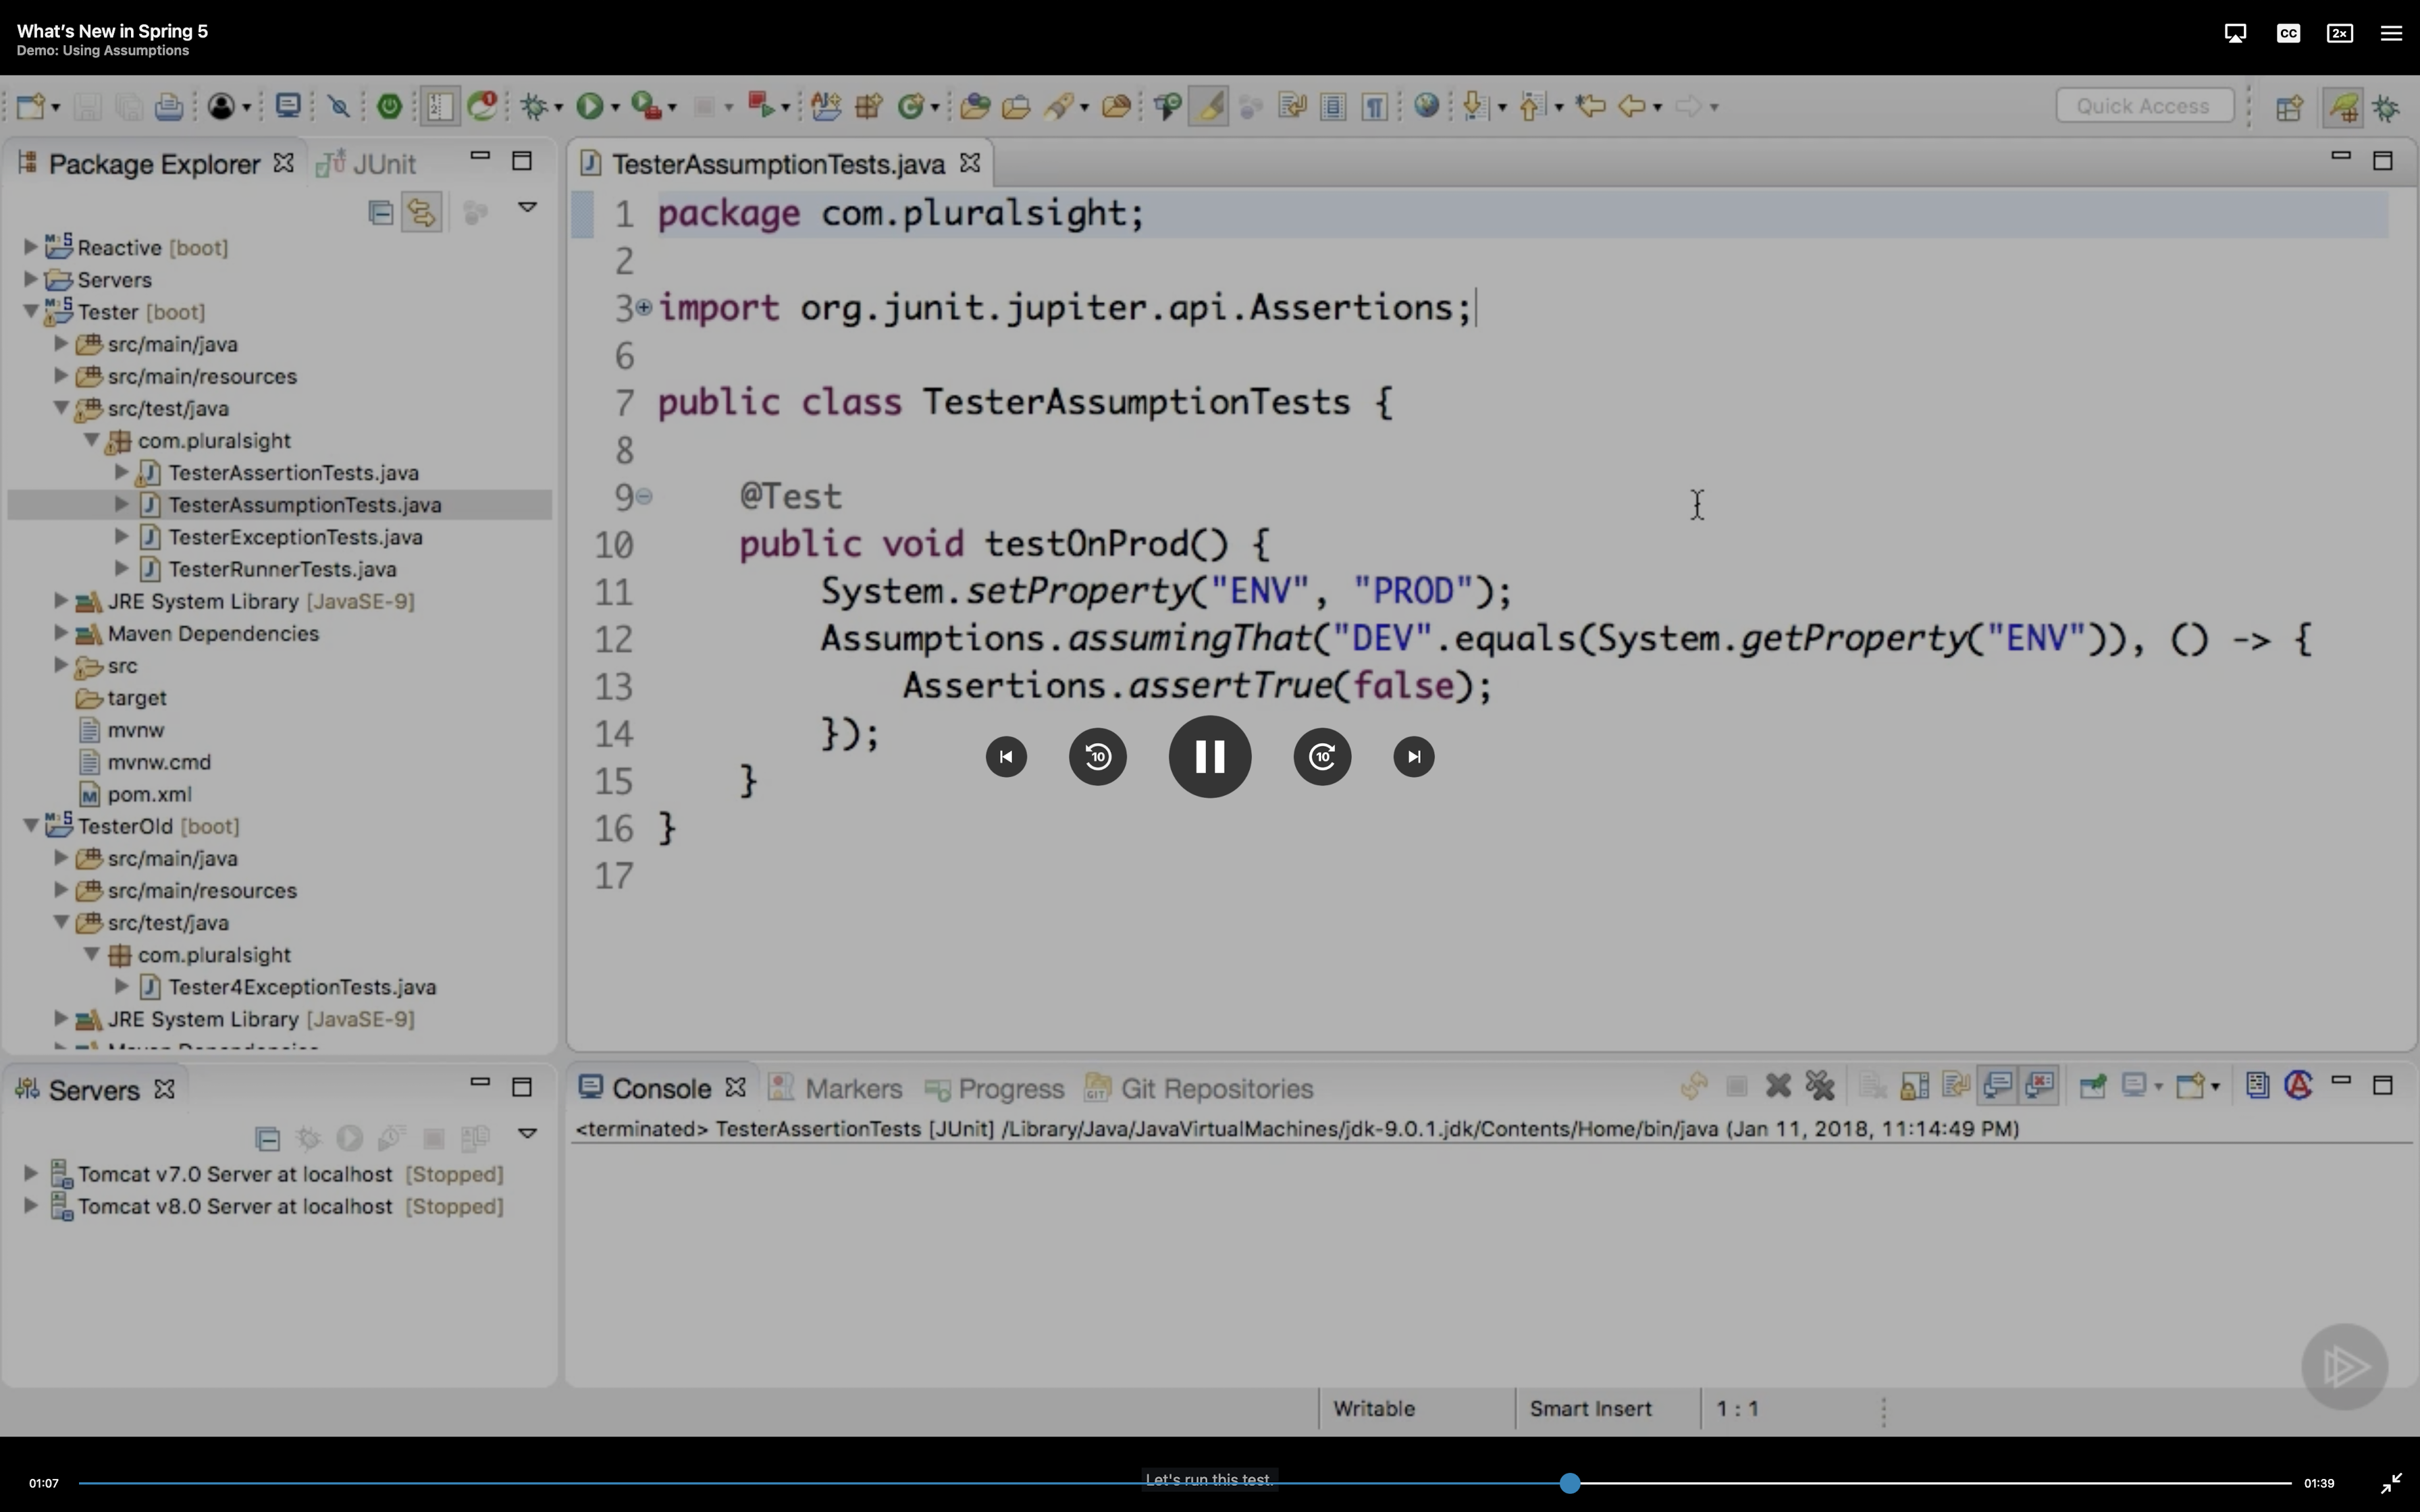 What's New in Spring 5
Demo: Using Assumptions
CC
2x
Quick Access
Package Explorer
JUnit
TesterAssumptionTests.java
Reactive [boot]
Servers
Tester [boot]
src/main/java
src/main/resources
src/test/java
com.pluralsight
TesterAssertionTests.java
TesterAssumptionTests.java
TesterExceptionTests.java
TesterRunnerTests.java
JRE System Library [JavaSE-9]
Maven Dependencies
src
target
mvnw
mvnw.cmd
pom.xml
TesterOld [boot]
src/main/java
src/main/resources
src/test/java
com.pluralsight
Tester4ExceptionTests.java
JRE System Library [JavaSE-9]
Maven Dependencies
1 package com.pluralsight;
2
3 import org.junit.jupiter.api.Assertions;
6
7 public class TesterAssumptionTests {
8
9 @Test
10 public void testOnProd() {
11 System.setProperty("ENV", "PROD");
12 Assumptions.assumingThat("DEV".equals(System.getProperty("ENV")), () -> {
13 Assertions.assertTrue(false);
14 });
15 }
16 }
17
10
10
Servers
Tomcat v7.0 Server at localhost [Stopped]
Tomcat v8.0 Server at localhost [Stopped]
Console
Markers
Progress
Git Repositories
<terminated> TesterAssertionTests [JUnit] /Library/Java/JavaVirtualMachines/jdk-9.0.1.jdk/Contents/Home/bin/java (Jan 11, 2018, 11:14:49 PM)
Writable
Smart Insert
1 : 1
01:07
Let's run this test.
01:39